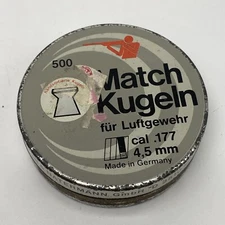 500
Match
Kugeln
für Luftgewehr
cal .177
4,5 mm
Made in Germany